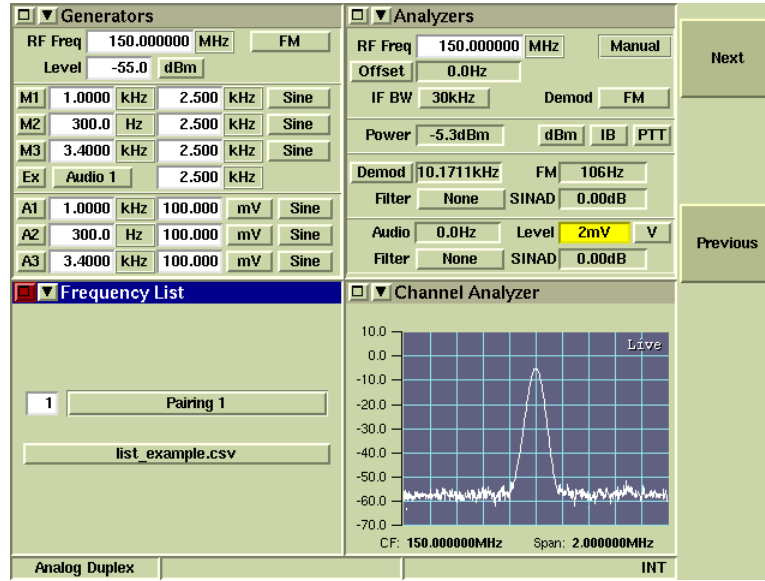 Generators
RF Freq 150.000000 MHz FM
Level -55.0 dBm
M1 1.0000 kHz 2.500 kHz Sine
M2 300.0 Hz 2.500 kHz Sine
M3 3.4000 kHz 2.500 kHz Sine
Ex Audio 1 2.500 kHz
A1 1.0000 kHz 100.000 mV Sine
A2 300.0 Hz 100.000 mV Sine
A3 3.4000 kHz 100.000 mV Sine
Analyzers
RF Freq 150.000000 MHz Manual
Offset 0.0Hz
IF BW 30kHz Demod FM
Power -5.3dBm dBm IB PTT
Demod 10.1711kHz FM 106Hz
Filter None SINAD 0.00dB
Audio 0.0Hz Level 2mV V
Filter None SINAD 0.00dB
Next
Previous
Frequency List
1 Pairing 1
list_example.csv
Channel Analyzer
Live
10.0
0.0
-10.0
-20.0
-30.0
-40.0
-50.0
-60.0
-70.0
CF: 150.000000MHz Span: 2.000000MHz
Analog Duplex INT